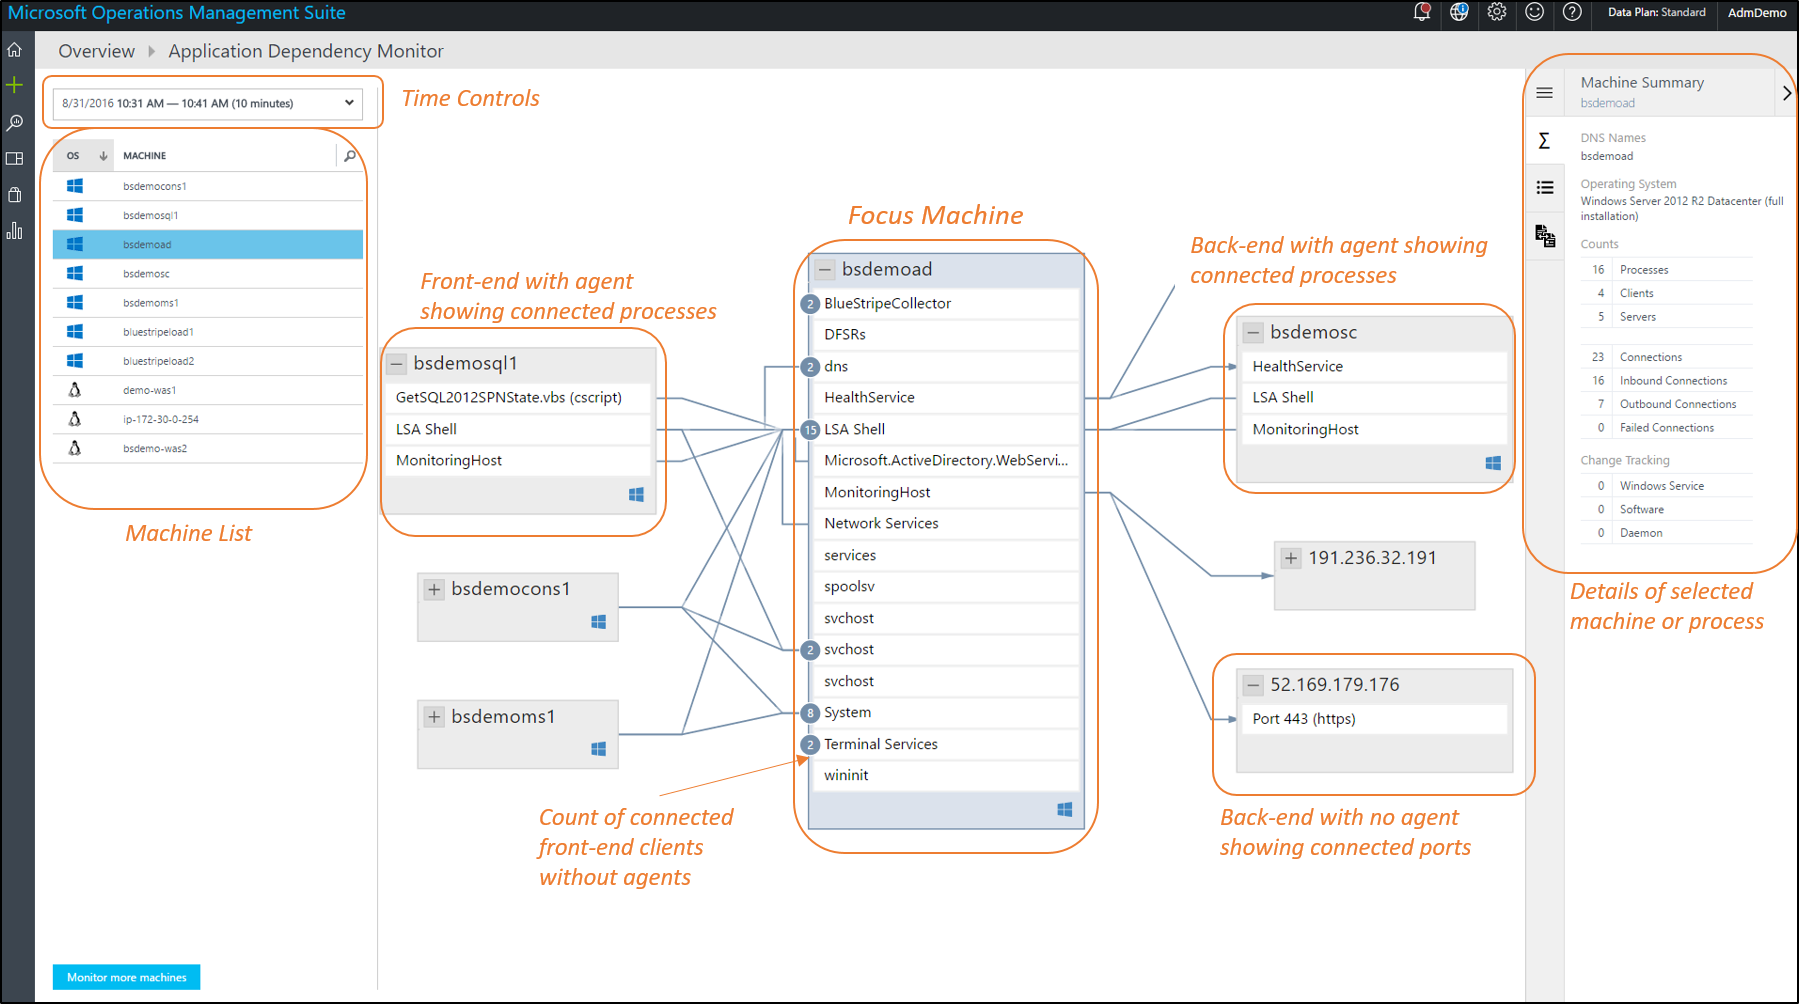 Microsoft Operations Management Suite
Data Plan: Standard
AdmDemo
Overview
Application Dependency Monitor
8/31/2016 10:31 AM — 10:41 AM (10 minutes)
Time Controls
OS
MACHINE
bsdemocons1
bsdemosql1
bsdemoad
bsdemosc
bsdemoms1
bluestripeload1
bluestripeload2
demo-was1
ip-172-30-0-254
bsdemo-was2
Machine List
Monitor more machines
Front-end with agent
showing connected processes
bsdemosql1
GetSQL2012SPNState.vbs (cscript)
LSA Shell
MonitoringHost
bsdemocons1
bsdemoms1
Count of connected
front-end clients
without agents
Focus Machine
bsdemoad
2 BlueStripeCollector
DFSRs
2 dns
HealthService
15 LSA Shell
Microsoft.ActiveDirectory.WebServi...
MonitoringHost
Network Services
services
spoolsv
svchost
2 svchost
svchost
8 System
2 Terminal Services
wininit
Back-end with agent showing
connected processes
bsdemosc
HealthService
LSA Shell
MonitoringHost
191.236.32.191
52.169.179.176
Port 443 (https)
Back-end with no agent
showing connected ports
Machine Summary
bsdemoad
DNS Names
bsdemoad
Operating System
Windows Server 2012 R2 Datacenter (full
installation)
Counts
16 Processes
4 Clients
5 Servers
23 Connections
16 Inbound Connections
7 Outbound Connections
0 Failed Connections
Change Tracking
0 Windows Service
0 Software
0 Daemon
Details of selected
machine or process